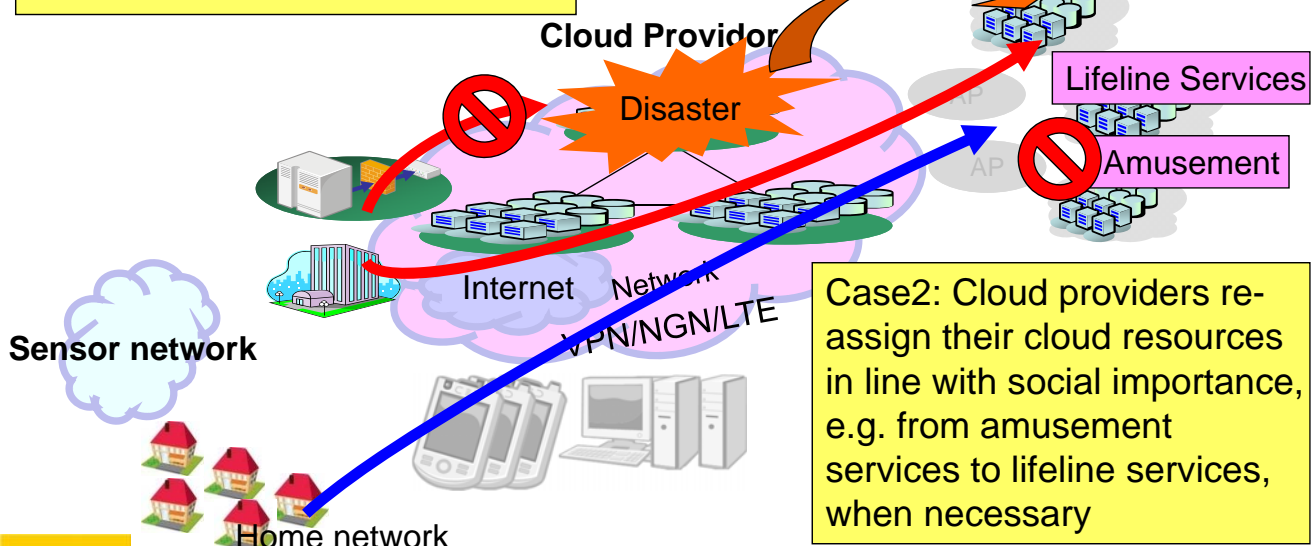 Cloud Providor
Disaster
Lifeline Services
AP
AP
Amusement
Internet
Network
VPN/NGN/LTE
Sensor network
Home network
Case2: Cloud providers re-
assign their cloud resources
in line with social importance,
e.g. from amusement
services to lifeline services,
when necessary